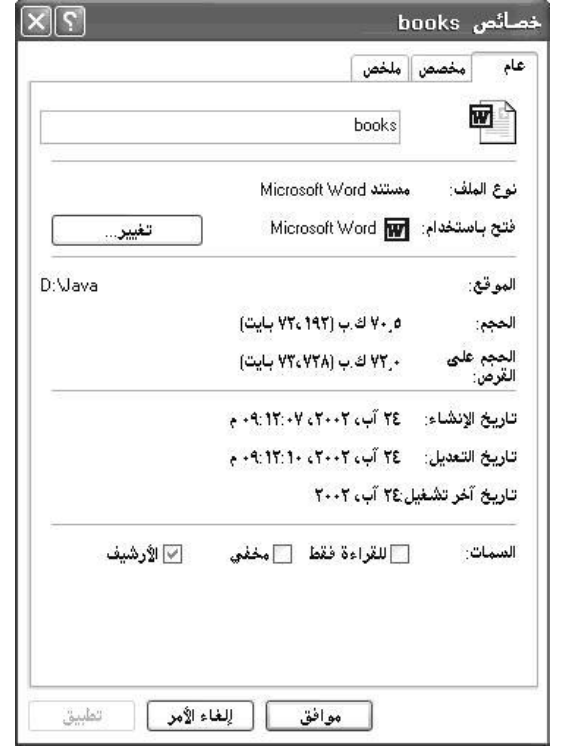 خصائص books
عام مخصص ملخص
books
نوع الملف: مستند Microsoft Word
فتح باستخدام: Microsoft Word تغيير...
الموقع: D:\Java
الحجم: ٧٠٫٥ ك.ب (٧٢،١٩٢ بايت)
الحجم على القرص: ٧٢٫٠ ك.ب (٧٣،٧٢٨ بايت)
تاريخ الإنشاء: ٢٤ آب، ٢٠٠٢، ٠٩:١٢:٠٧ م
تاريخ التعديل: ٢٤ آب، ٢٠٠٢، ٠٩:١٢:١٠ م
تاريخ آخر تشغيل: ٢٤ آب، ٢٠٠٢
السمات: للقراءة فقط مخفي الأرشيف
موافق إلغاء الأمر تطبيق